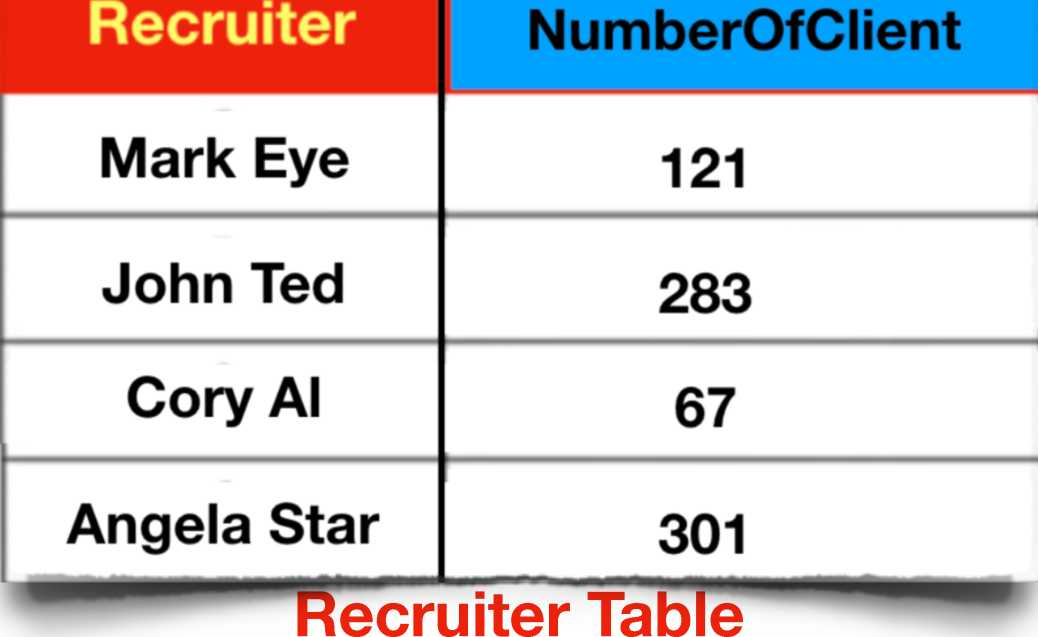 Recruiter NumberOfClient
Mark Eye 121
John Ted 283
Cory Al 67
Angela Star 301
Recruiter Table